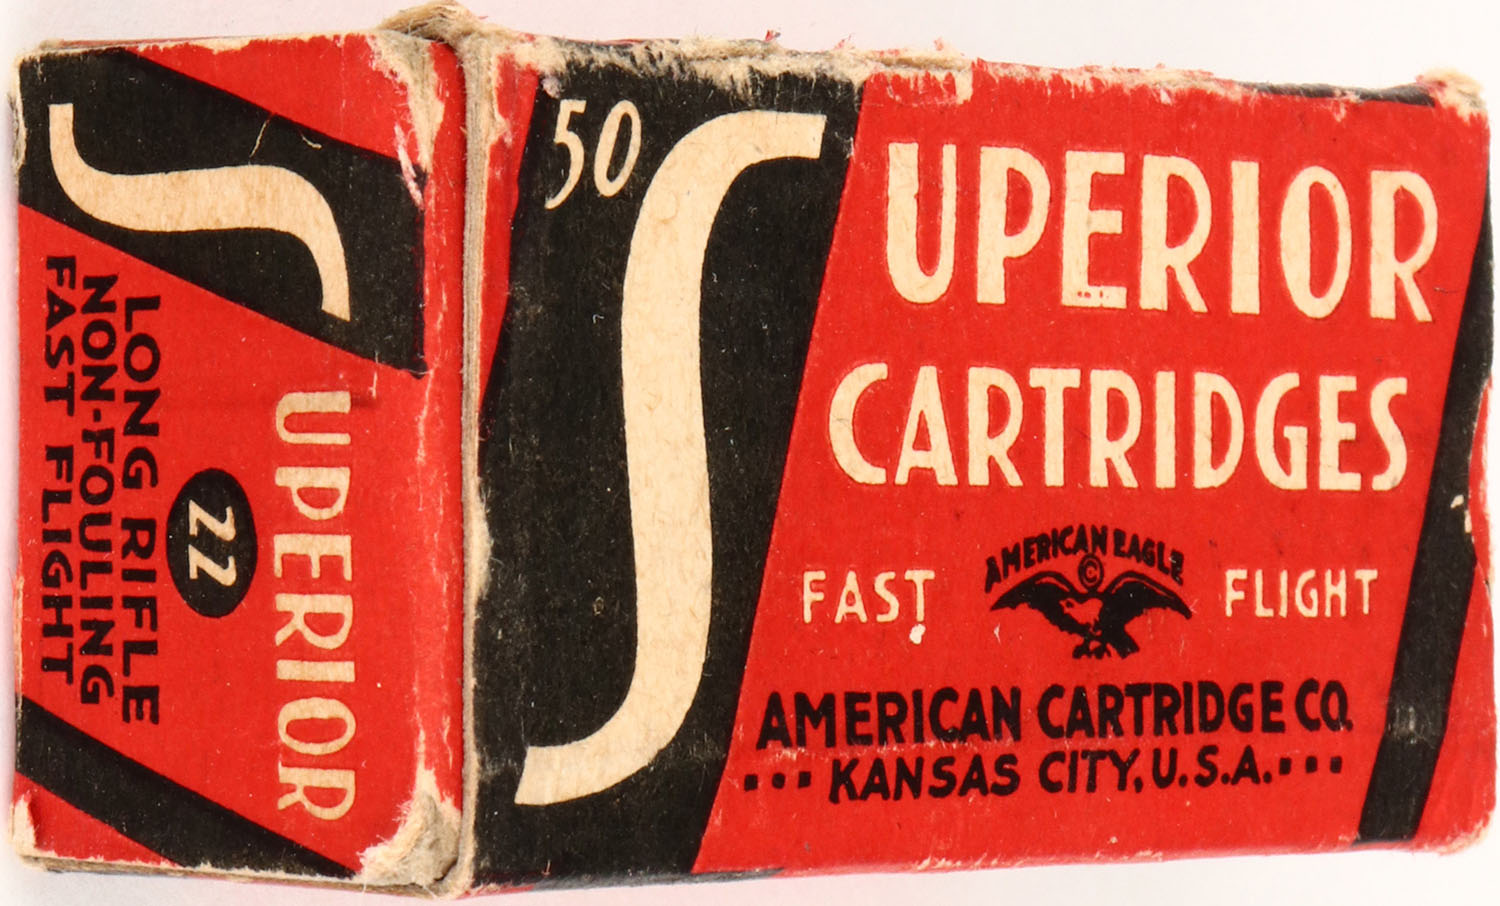 50
SUPERIOR
CARTRIDGES
AMERICAN EAGLE
©
FAST FLIGHT
AMERICAN CARTRIDGE CO.
... KANSAS CITY, U.S.A. ...
SUPERIOR
22
LONG RIFLE
NON-FOULING
FAST FLIGHT